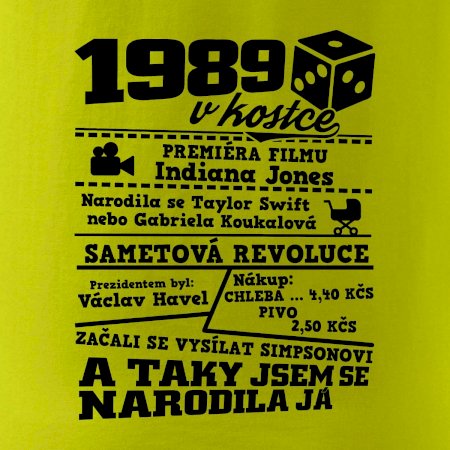 1989
v kostce
PREMIÉRA FILMU
Indiana Jones
Narodila se Taylor Swift
nebo Gabriela Koukalová
SAMETOVÁ REVOLUCE
Prezidentem byl:
Václav Havel
Nákup:
CHLEBA ... 4,40 KČS
PIVO
2,50 KČS
ZAČALI SE VYSÍLAT SIMPSONOVI
A TAKY JSEM SE
NARODILA JÁ